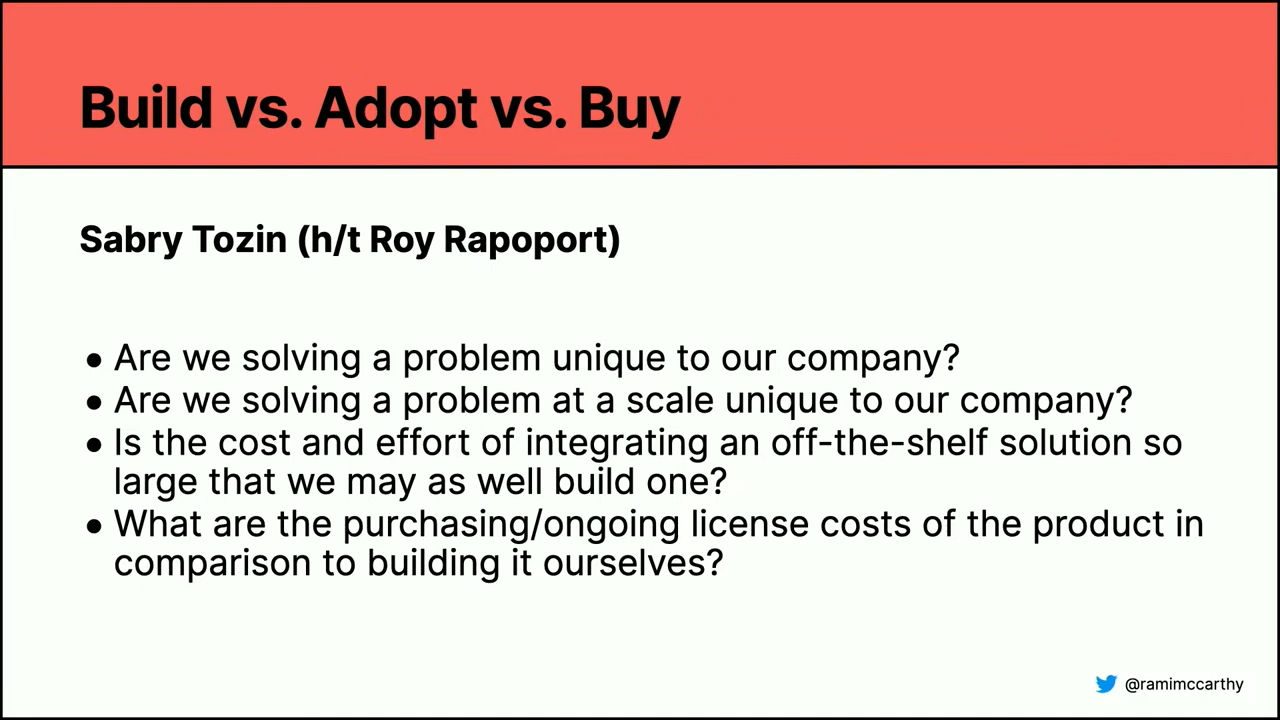 Build vs. Adopt vs. Buy
Sabry Tozin (h/t Roy Rapoport)
● Are we solving a problem unique to our company?
● Are we solving a problem at a scale unique to our company?
● Is the cost and effort of integrating an off-the-shelf solution so
large that we may as well build one?
● What are the purchasing/ongoing license costs of the product in
comparison to building it ourselves?
@ramimccarthy